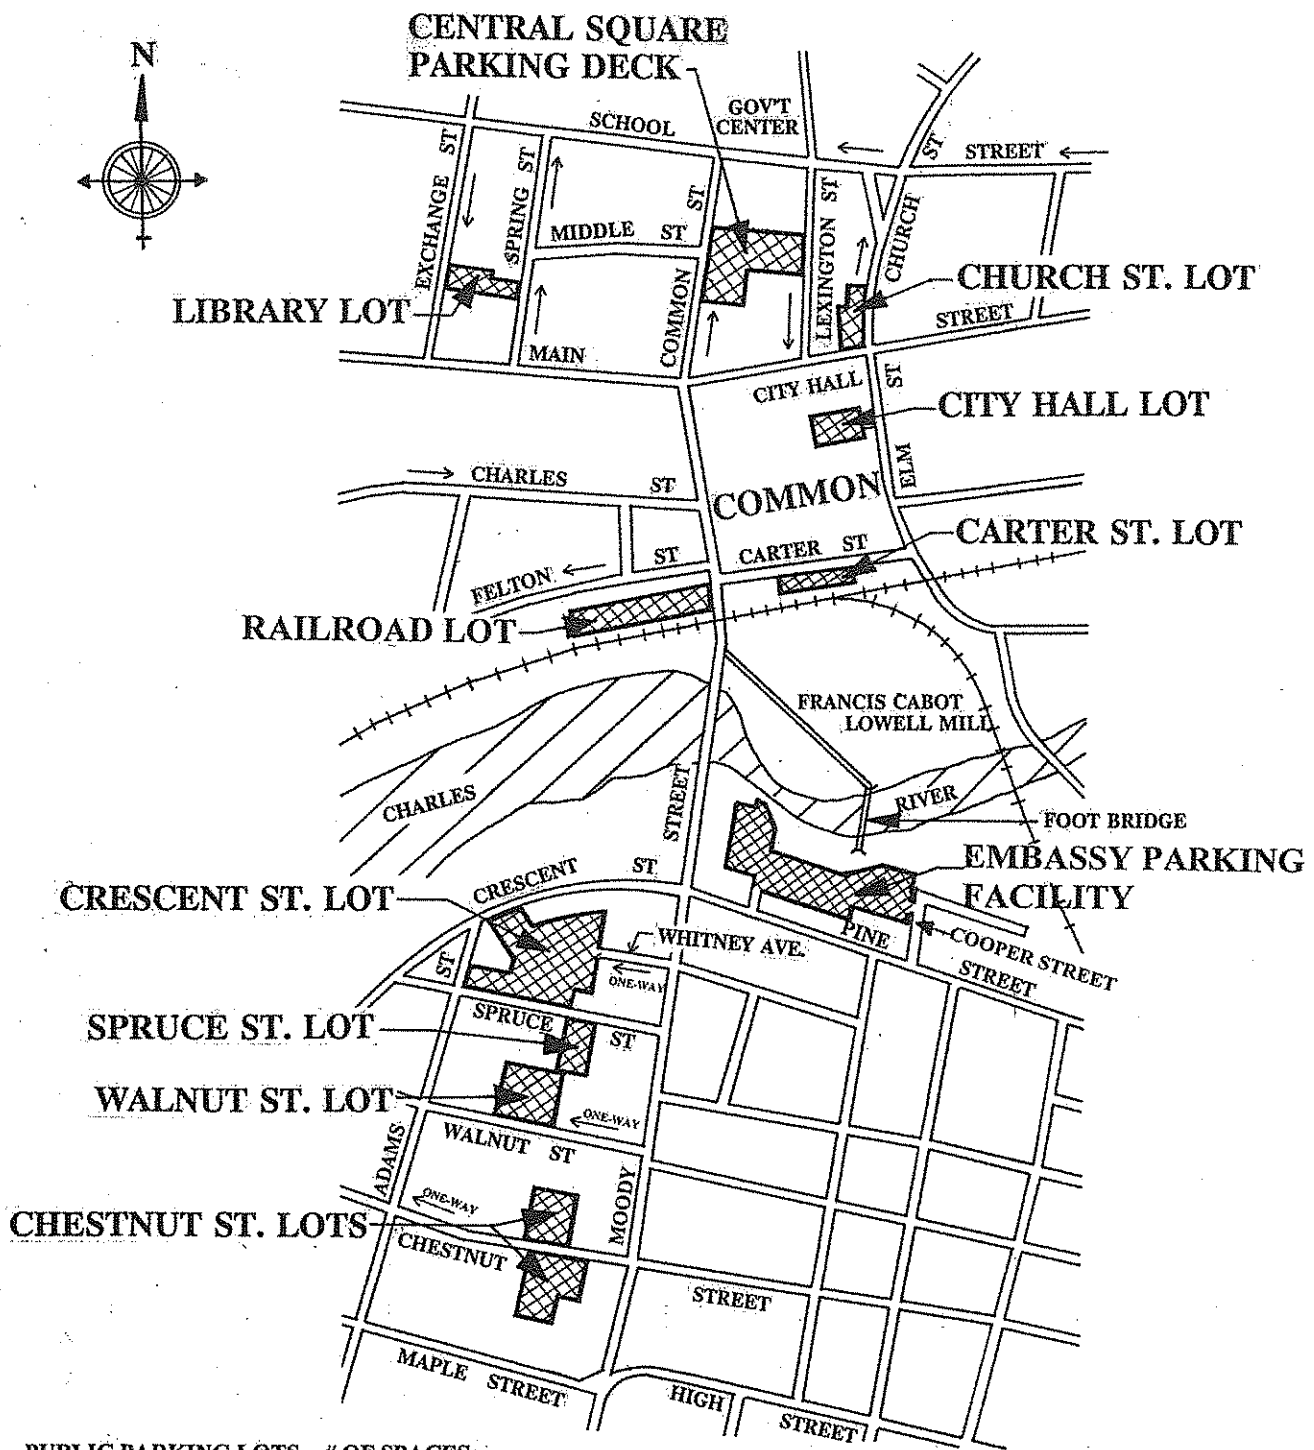 CENTRAL SQUARE
PARKING DECK
N
GOV'T
CENTER
SCHOOL
STREET
ST
EXCHANGE ST
SPRING ST
MIDDLE ST
COMMON ST
LEXINGTON ST
CHURCH
CHURCH ST. LOT
LIBRARY LOT
MAIN
STREET
CITY HALL
ELM ST
CITY HALL LOT
CHARLES ST
COMMON
CARTER ST. LOT
CARTER ST
FELTON ST
RAILROAD LOT
FRANCIS CABOT
LOWELL MILL
CHARLES
RIVER
STREET
FOOT BRIDGE
EMBASSY PARKING
FACILITY
CRESCENT ST
CRESCENT ST. LOT
PINE
STREET
COOPER STREET
WHITNEY AVE.
ONE-WAY
ST
SPRUCE ST
SPRUCE ST. LOT
WALNUT ST. LOT
ONE-WAY
WALNUT ST
ADAMS
MOODY
ONE-WAY
CHESTNUT ST. LOTS
CHESTNUT
STREET
MAPLE STREET
HIGH
STREET
PUBLIC PARKING LOTS # OF SPACES